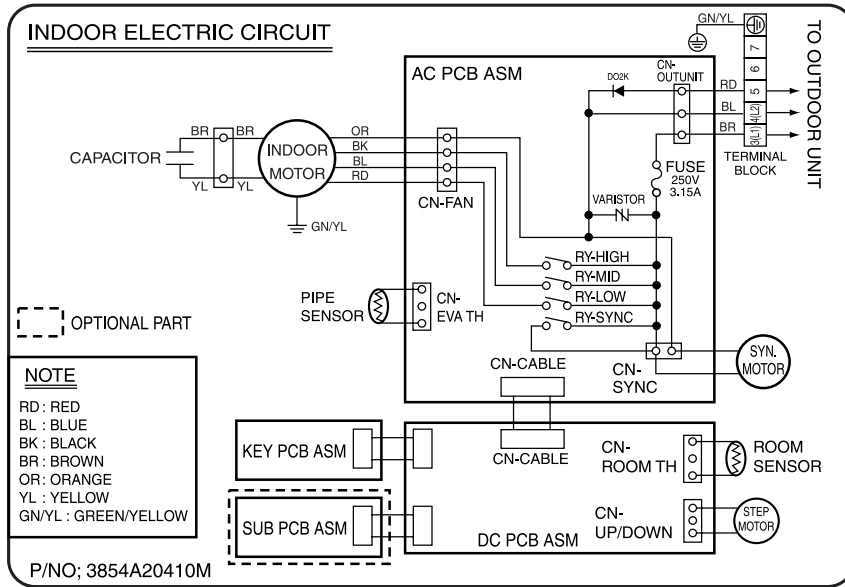 INDOOR ELECTRIC CIRCUIT
GN/YL
7
6
5
4(L2)
3(L1)
TERMINAL
BLOCK
TO OUTDOOR UNIT
AC PCB ASM
DO2K
CN-
OUTUNIT
RD
BL
BR
FUSE
250V
3.15A
VARISTOR
CAPACITOR
BR
BR
YL
YL
INDOOR
MOTOR
GN/YL
OR
BK
BL
RD
CN-FAN
RY-HIGH
RY-MID
RY-LOW
RY-SYNC
PIPE
SENSOR
CN-
EVA TH
CN-
SYNC
SYN.
MOTOR
OPTIONAL PART
NOTE
RD : RED
BL : BLUE
BK : BLACK
BR : BROWN
OR : ORANGE
YL : YELLOW
GN/YL : GREEN/YELLOW
CN-CABLE
CN-CABLE
KEY PCB ASM
SUB PCB ASM
DC PCB ASM
CN-
ROOM TH
ROOM
SENSOR
CN-
UP/DOWN
STEP
MOTOR
P/NO; 3854A20410M